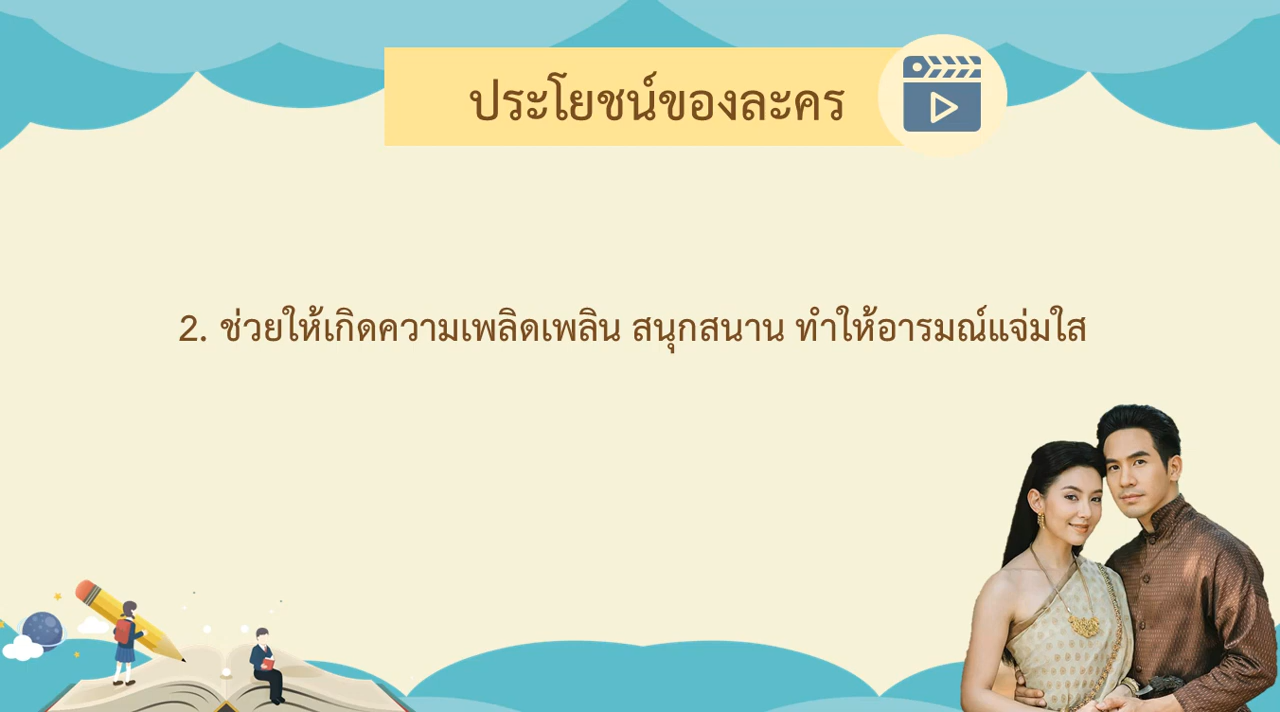 ประโยชน์ของละคร
2. ช่วยให้เกิดความเพลิดเพลิน สนุกสนาน ทำให้อารมณ์แจ่มใส